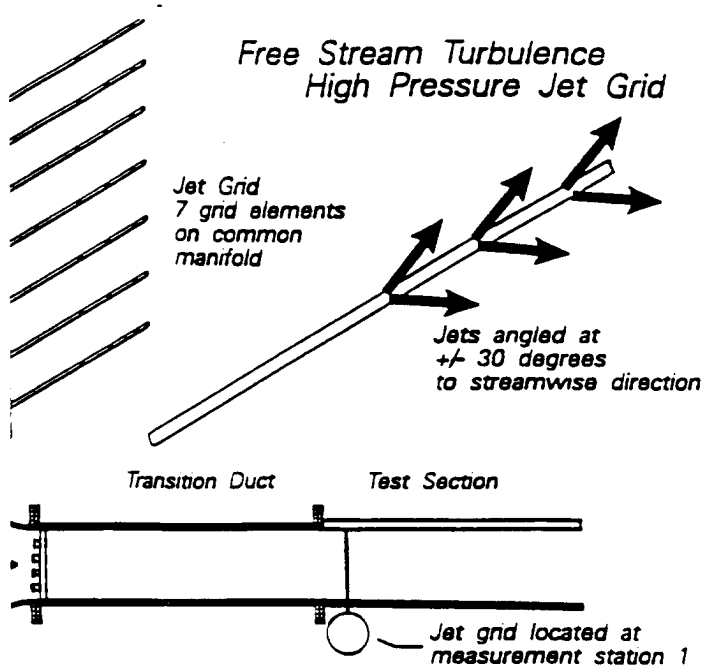 Free Stream Turbulence
High Pressure Jet Grid
Jet Grid
7 grid elements
on common
manifold
Jets angled at
+/- 30 degrees
to streamwise direction
Transition Duct
Test Section
Jet grid located at
measurement station 1